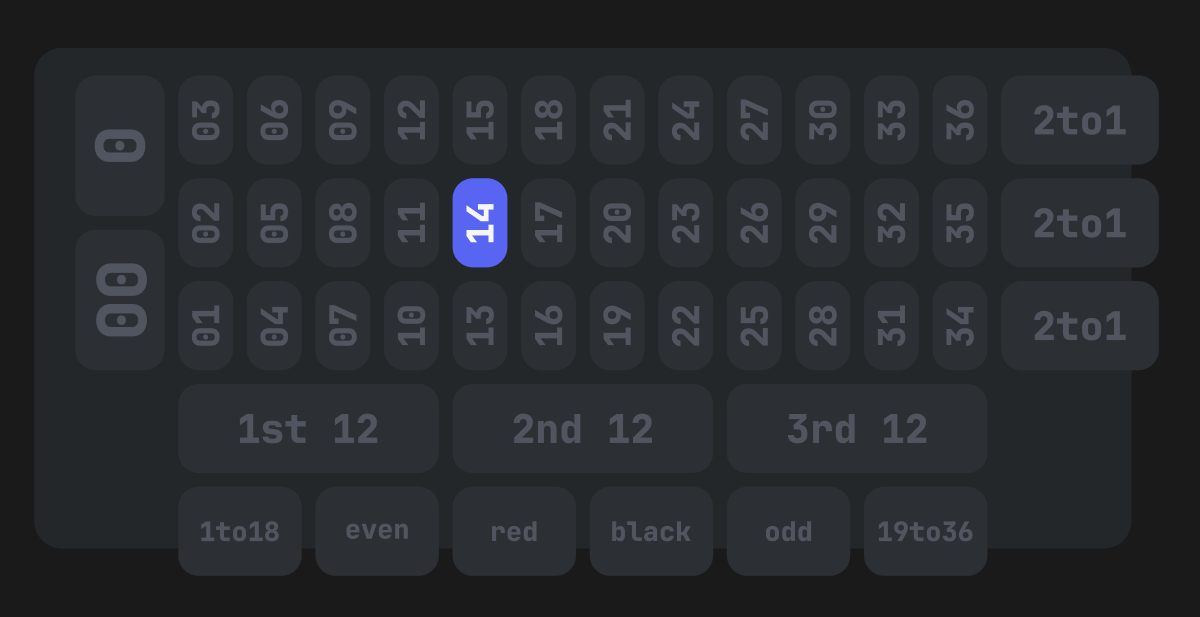 0
00
03 06 09 12 15 18 21 24 27 30 33 36 2to1
02 05 08 11 14 17 20 23 26 29 32 35 2to1
01 04 07 10 13 16 19 22 25 28 31 34 2to1
1st 12 2nd 12 3rd 12
1to18 even red black odd 19to36